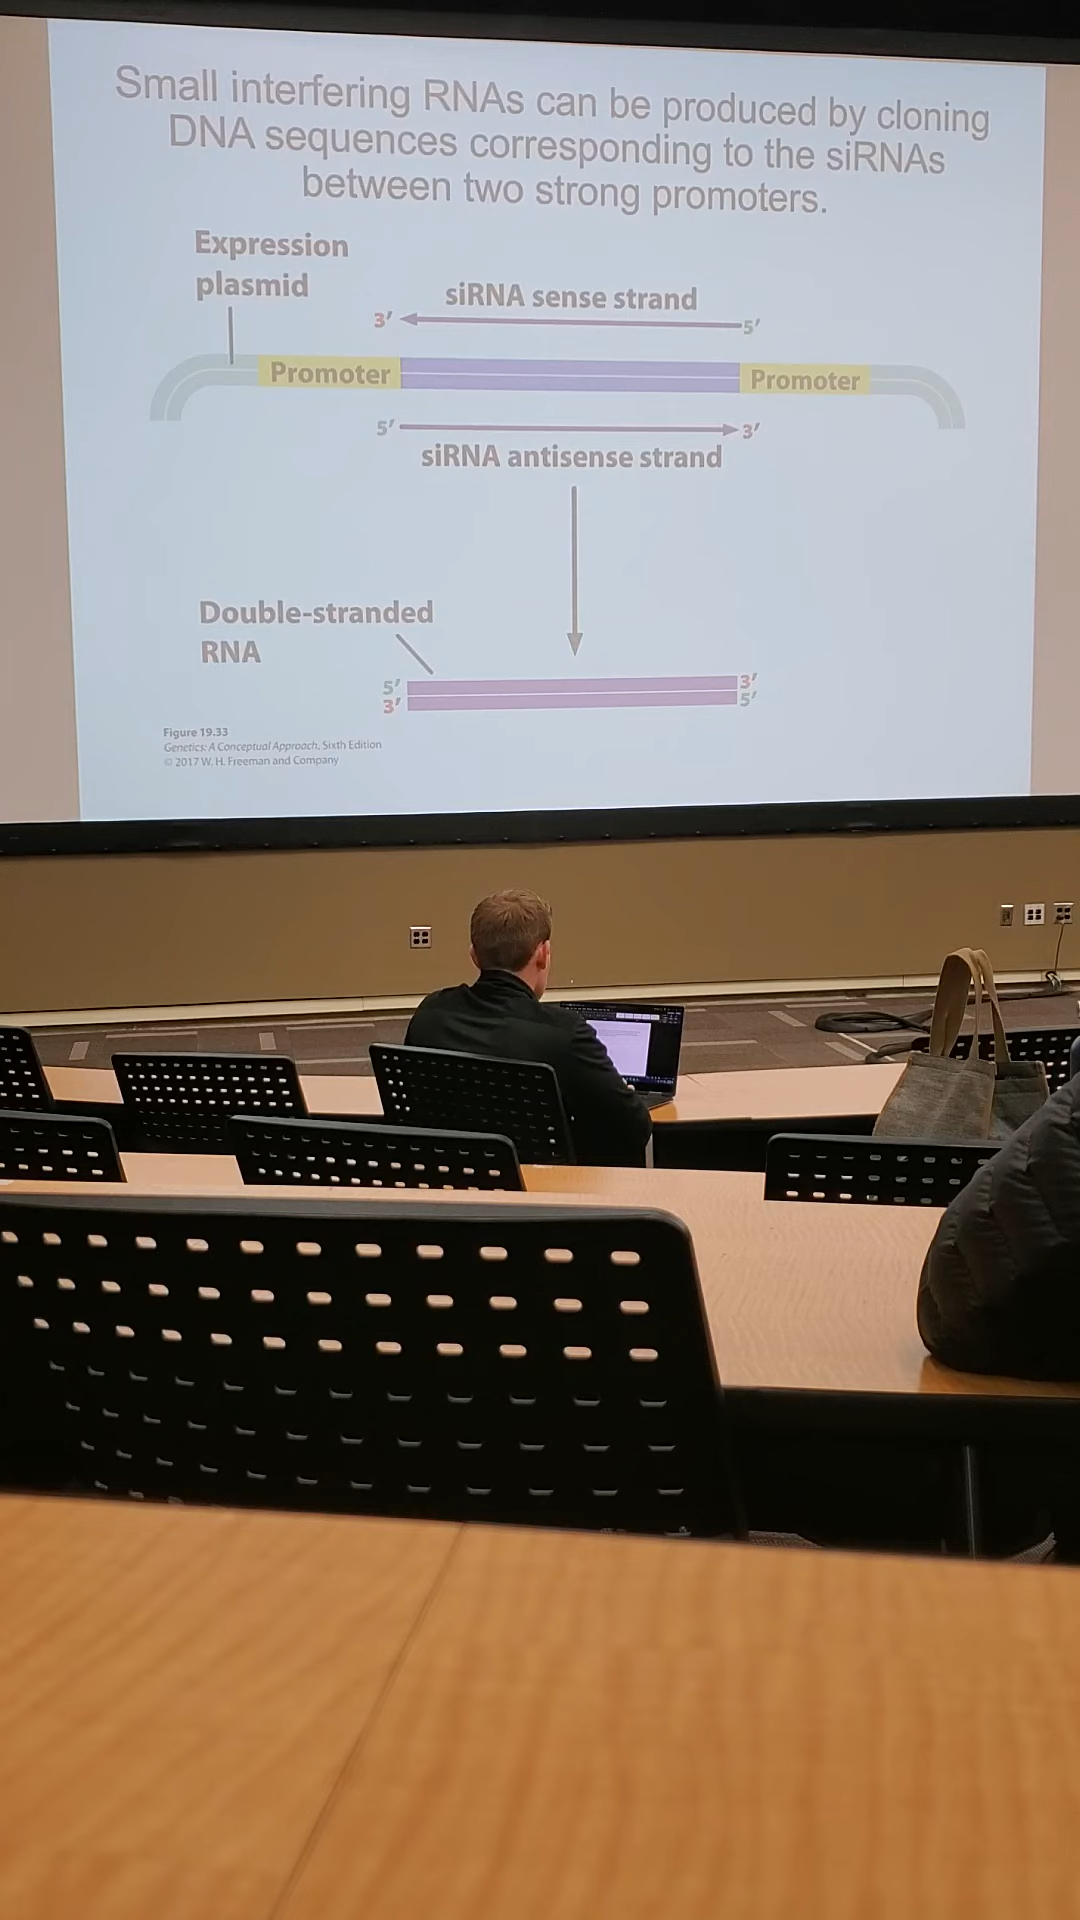 Small interfering RNAs can be produced by cloning
DNA sequences corresponding to the siRNAs
between two strong promoters.
Expression
plasmid
siRNA sense strand
3′ 5′
Promoter Promoter
5′ 3′
siRNA antisense strand
Double-stranded
RNA
5′ 3′
3′ 5′
Figure 19.33
Genetics: A Conceptual Approach, Sixth Edition
© 2017 W. H. Freeman and Company